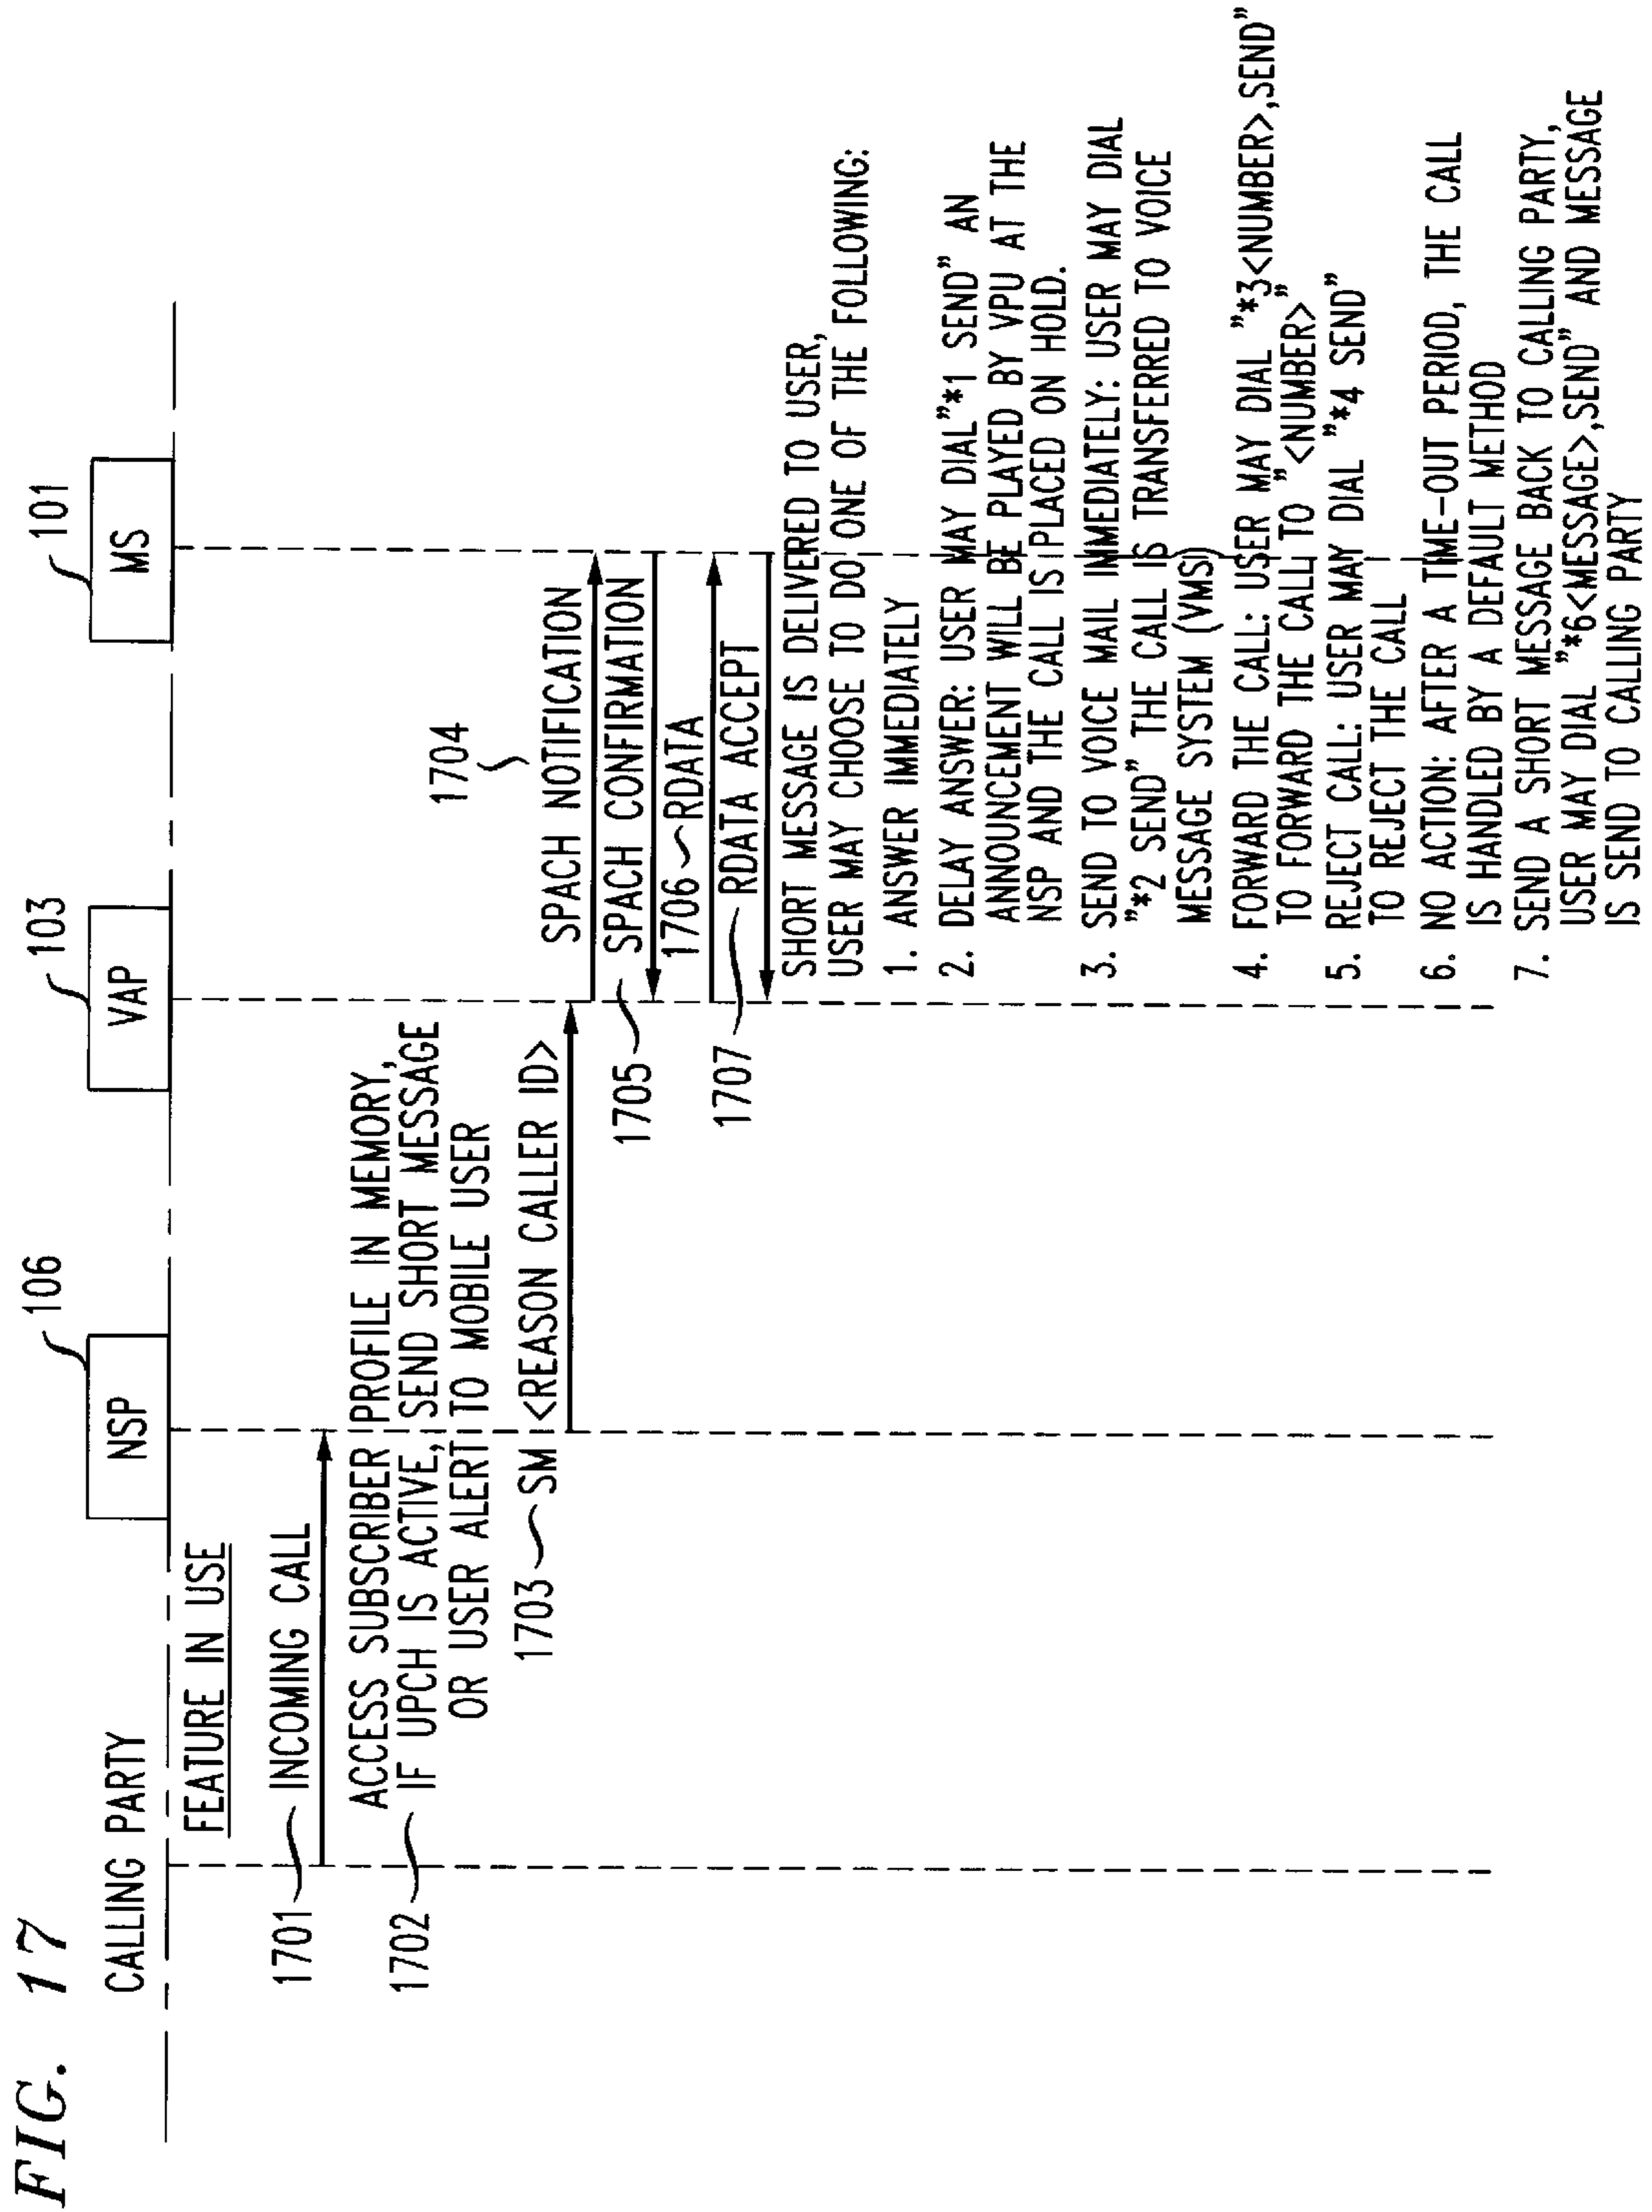 FIG. 17
CALLING PARTY
NSP
106
VAP
103
MS
101
FEATURE IN USE
1701
INCOMING CALL
1702
ACCESS SUBSCRIBER PROFILE IN MEMORY,
IF UPCH IS ACTIVE, SEND SHORT MESSAGE
OR USER ALERT TO MOBILE USER
1703
SM <REASON CALLER ID>
1704
SPACH NOTIFICATION
1705
SPACH CONFIRMATION
1706
RDATA
1707
RDATA ACCEPT
SHORT MESSAGE IS DELIVERED TO USER,
USER MAY CHOOSE TO DO ONE OF THE FOLLOWING:
1. ANSWER IMMEDIATELY
2. DELAY ANSWER: USER MAY DIAL"*1 SEND" AN
ANNOUNCEMENT WILL BE PLAYED BY VPU AT THE
NSP AND THE CALL IS PLACED ON HOLD.
3. SEND TO VOICE MAIL IMMEDIATELY: USER MAY DIAL
"*2 SEND" THE CALL IS TRANSFERRED TO VOICE
MESSAGE SYSTEM (VMS)
4. FORWARD THE CALL: USER MAY DIAL "*3<NUMBER>,SEND"
TO FORWARD THE CALL TO "<NUMBER>"
5. REJECT CALL: USER MAY DIAL "*4 SEND"
TO REJECT THE CALL
6. NO ACTION: AFTER A TIME-OUT PERIOD, THE CALL
IS HANDLED BY A DEFAULT METHOD
7. SEND A SHORT MESSAGE BACK TO CALLING PARTY,
USER MAY DIAL "*6<MESSAGE>,SEND" AND MESSAGE
IS SEND TO CALLING PARTY